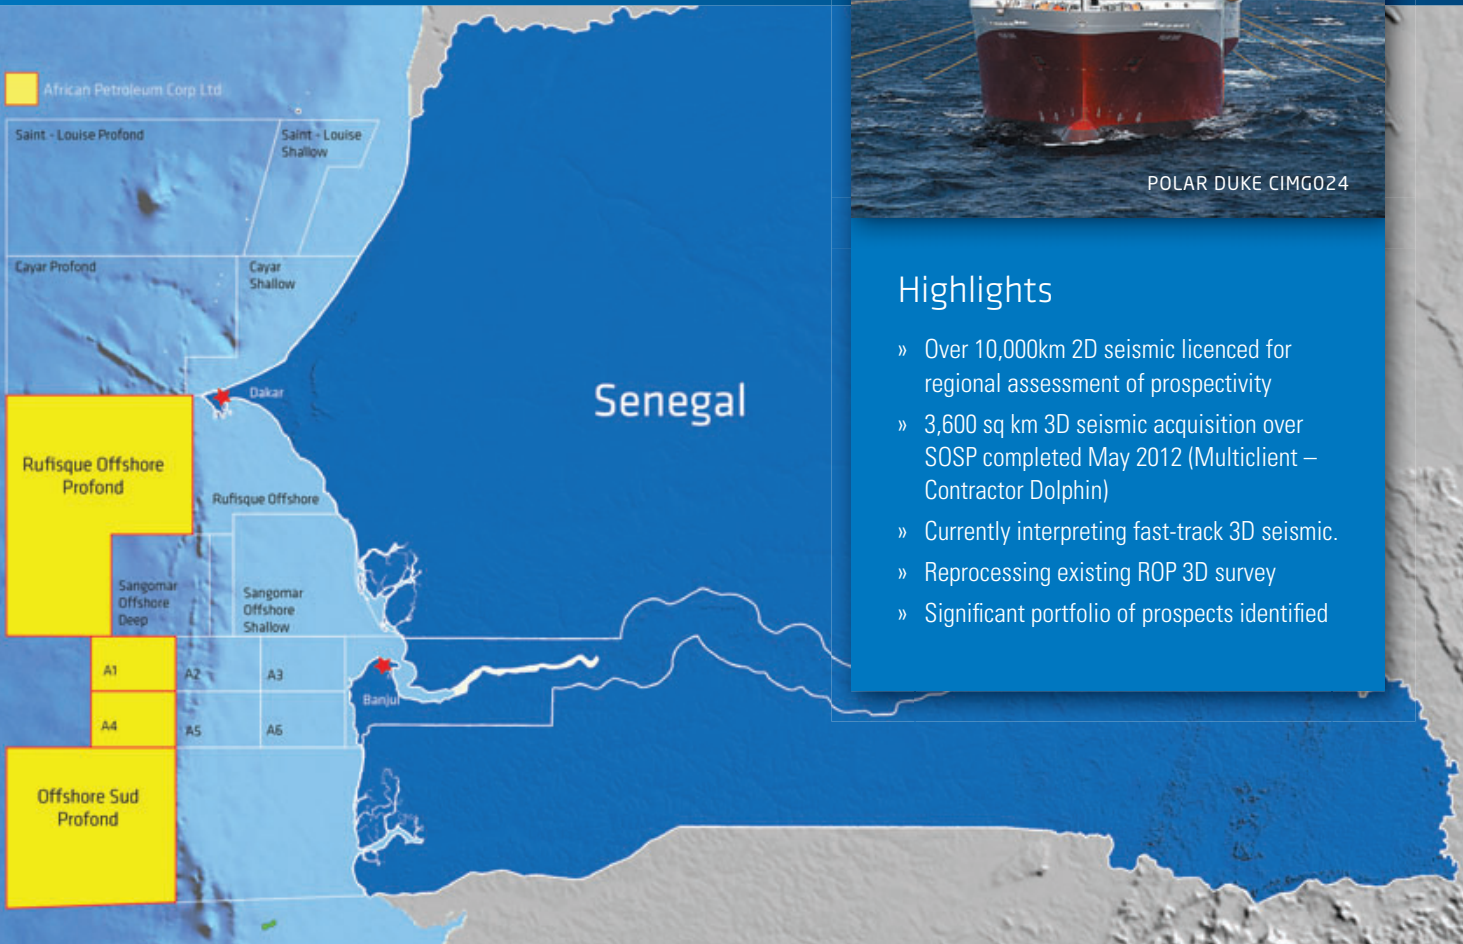 African Petroleum Corp Ltd
Saint - Louise Profond
Saint - Louise
Shallow
Cayar Profond
Cayar
Shallow
Dakar
Senegal
Rufisque Offshore
Profond
Rufisque Offshore
Sangomar
Offshore
Deep
Sangomar
Offshore
Shallow
A1
A2
A3
Banjul
A4
A5
A6
Offshore Sud
Profond
POLAR DUKE CIMG024
Highlights
» Over 10,000km 2D seismic licenced for
regional assessment of prospectivity
» 3,600 sq km 3D seismic acquisition over
SOSP completed May 2012 (Multiclient –
Contractor Dolphin)
» Currently interpreting fast-track 3D seismic.
» Reprocessing existing ROP 3D survey
» Significant portfolio of prospects identified